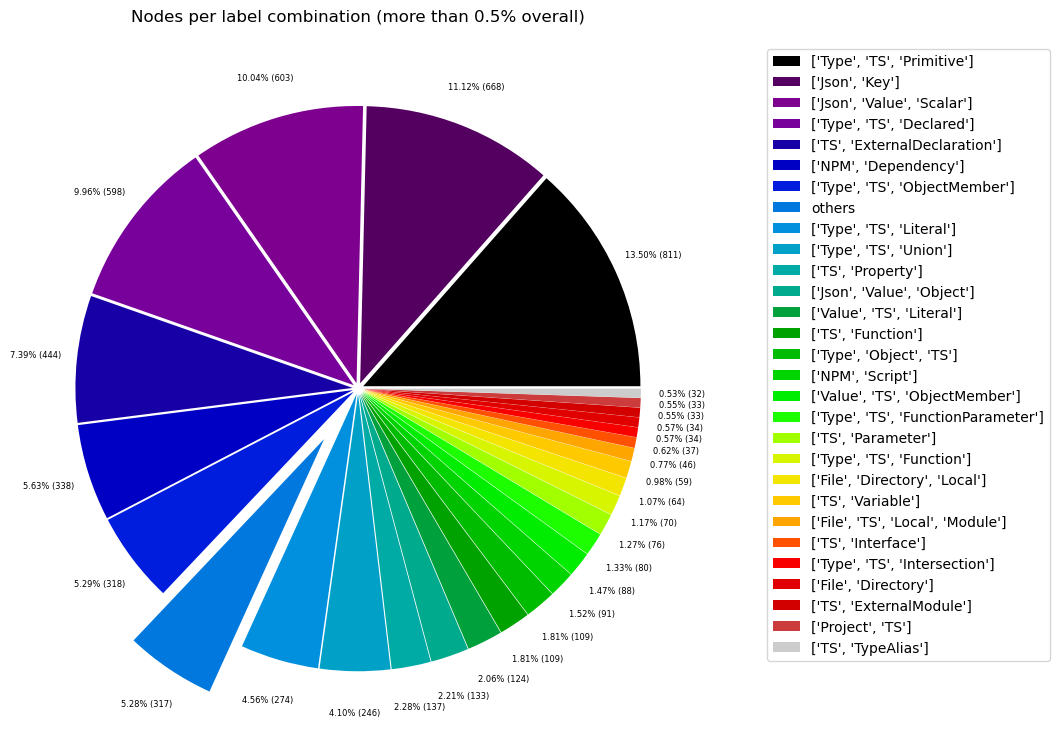 Nodes per label combination (more than 0.5% overall)
13.50% (811)
11.12% (668)
10.04% (603)
9.96% (598)
7.39% (444)
5.63% (338)
5.29% (318)
5.28% (317)
4.56% (274)
4.10% (246)
2.28% (137)
2.21% (133)
2.06% (124)
1.81% (109)
1.81% (109)
1.52% (91)
1.47% (88)
1.33% (80)
1.27% (76)
1.17% (70)
1.07% (64)
0.98% (59)
0.77% (46)
0.62% (37)
0.57% (34)
0.57% (34)
0.55% (33)
0.55% (33)
0.53% (32)
['Type', 'TS', 'Primitive']
['Json', 'Key']
['Json', 'Value', 'Scalar']
['Type', 'TS', 'Declared']
['TS', 'ExternalDeclaration']
['NPM', 'Dependency']
['Type', 'TS', 'ObjectMember']
others
['Type', 'TS', 'Literal']
['Type', 'TS', 'Union']
['TS', 'Property']
['Json', 'Value', 'Object']
['Value', 'TS', 'Literal']
['TS', 'Function']
['Type', 'Object', 'TS']
['NPM', 'Script']
['Value', 'TS', 'ObjectMember']
['Type', 'TS', 'FunctionParameter']
['TS', 'Parameter']
['Type', 'TS', 'Function']
['File', 'Directory', 'Local']
['TS', 'Variable']
['File', 'TS', 'Local', 'Module']
['TS', 'Interface']
['Type', 'TS', 'Intersection']
['File', 'Directory']
['TS', 'ExternalModule']
['Project', 'TS']
['TS', 'TypeAlias']